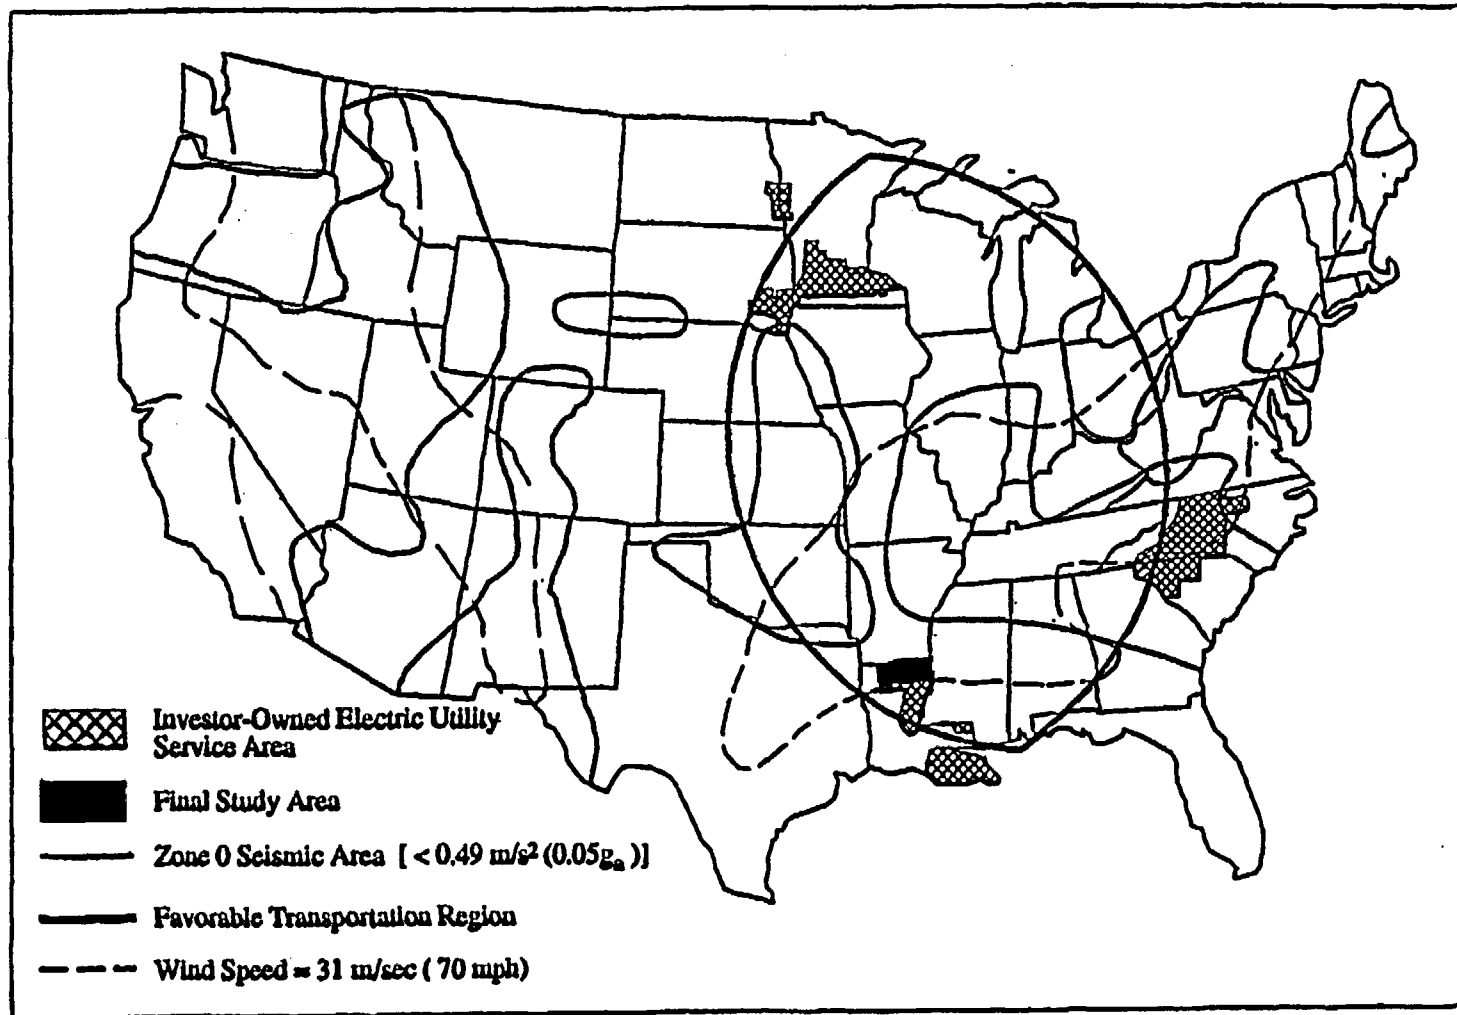 Investor-Owned Electric Utility
Service Area
Final Study Area
Zone 0 Seismic Area [ < 0.49 m/s² (0.05gₐ )]
Favorable Transportation Region
Wind Speed ≈ 31 m/sec ( 70 mph)